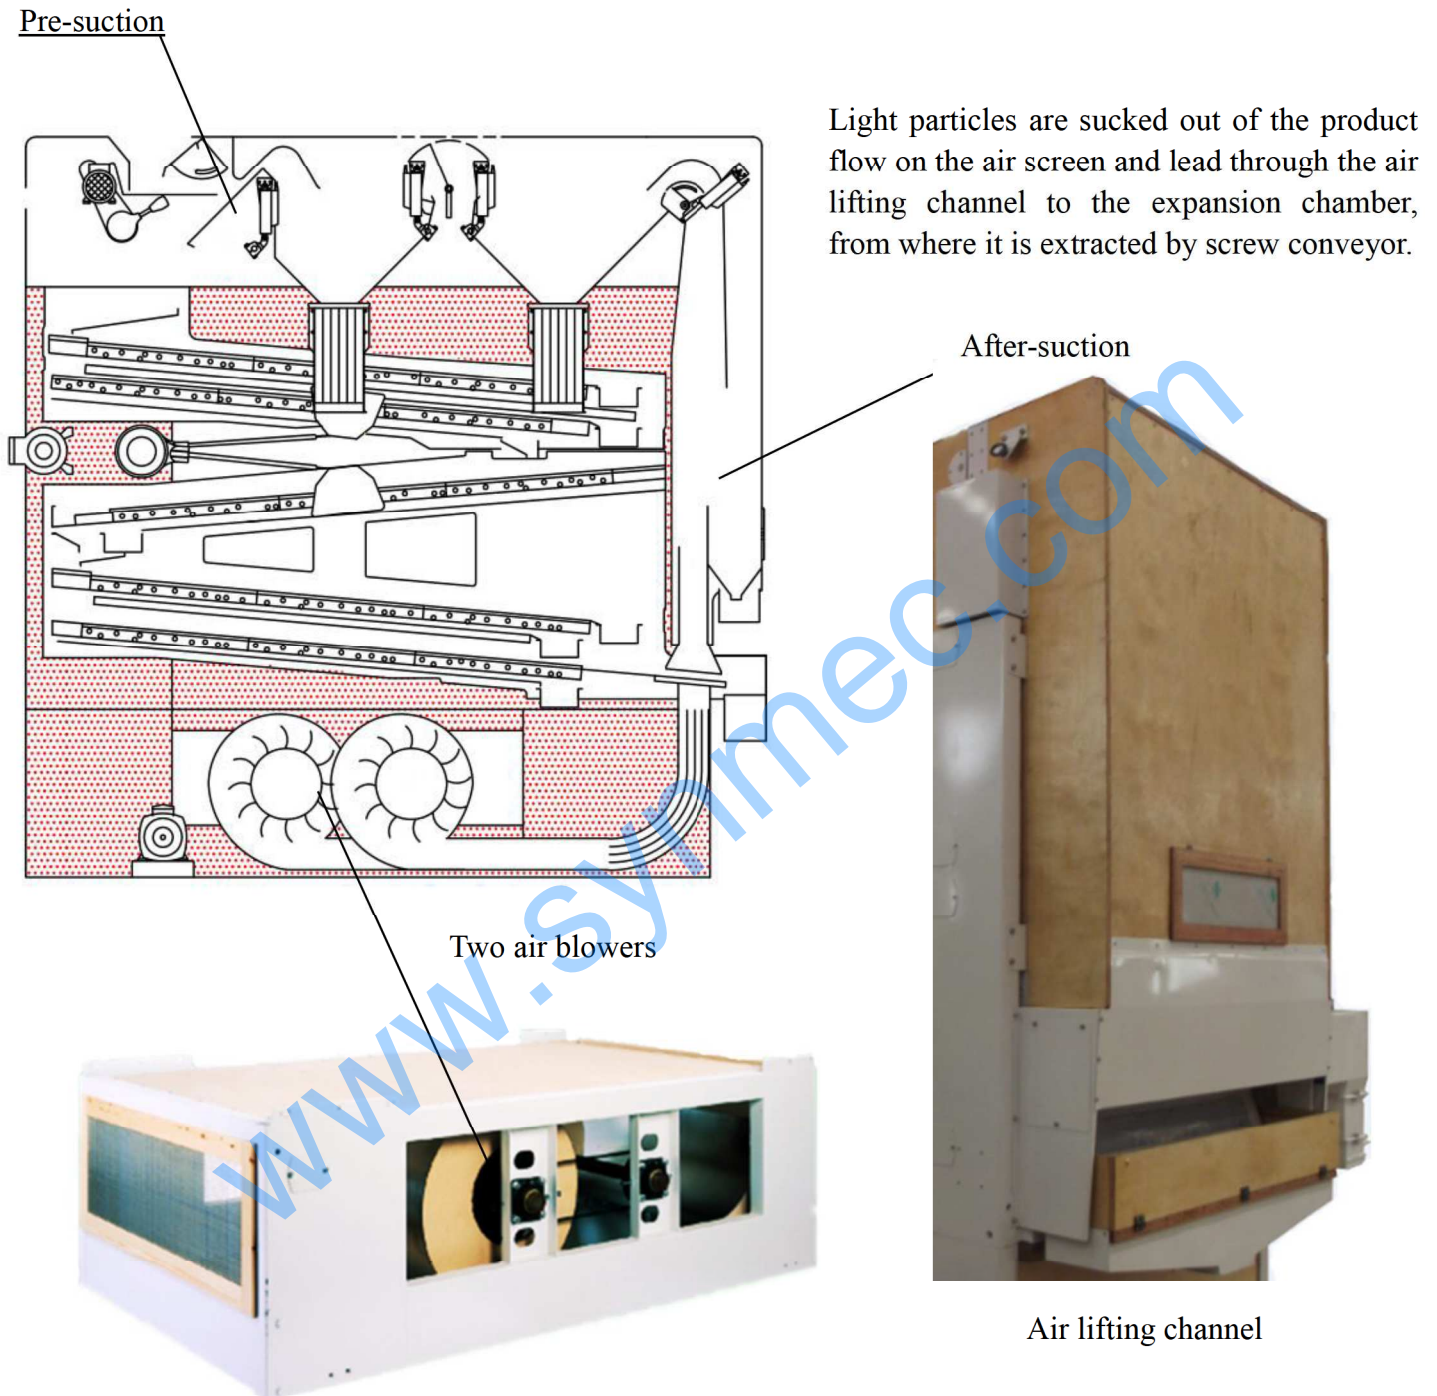 Pre-suction
Light particles are sucked out of the product
flow on the air screen and lead through the air
lifting channel to the expansion chamber,
from where it is extracted by screw conveyor.
After-suction
Two air blowers
www.synmec.com
Air lifting channel